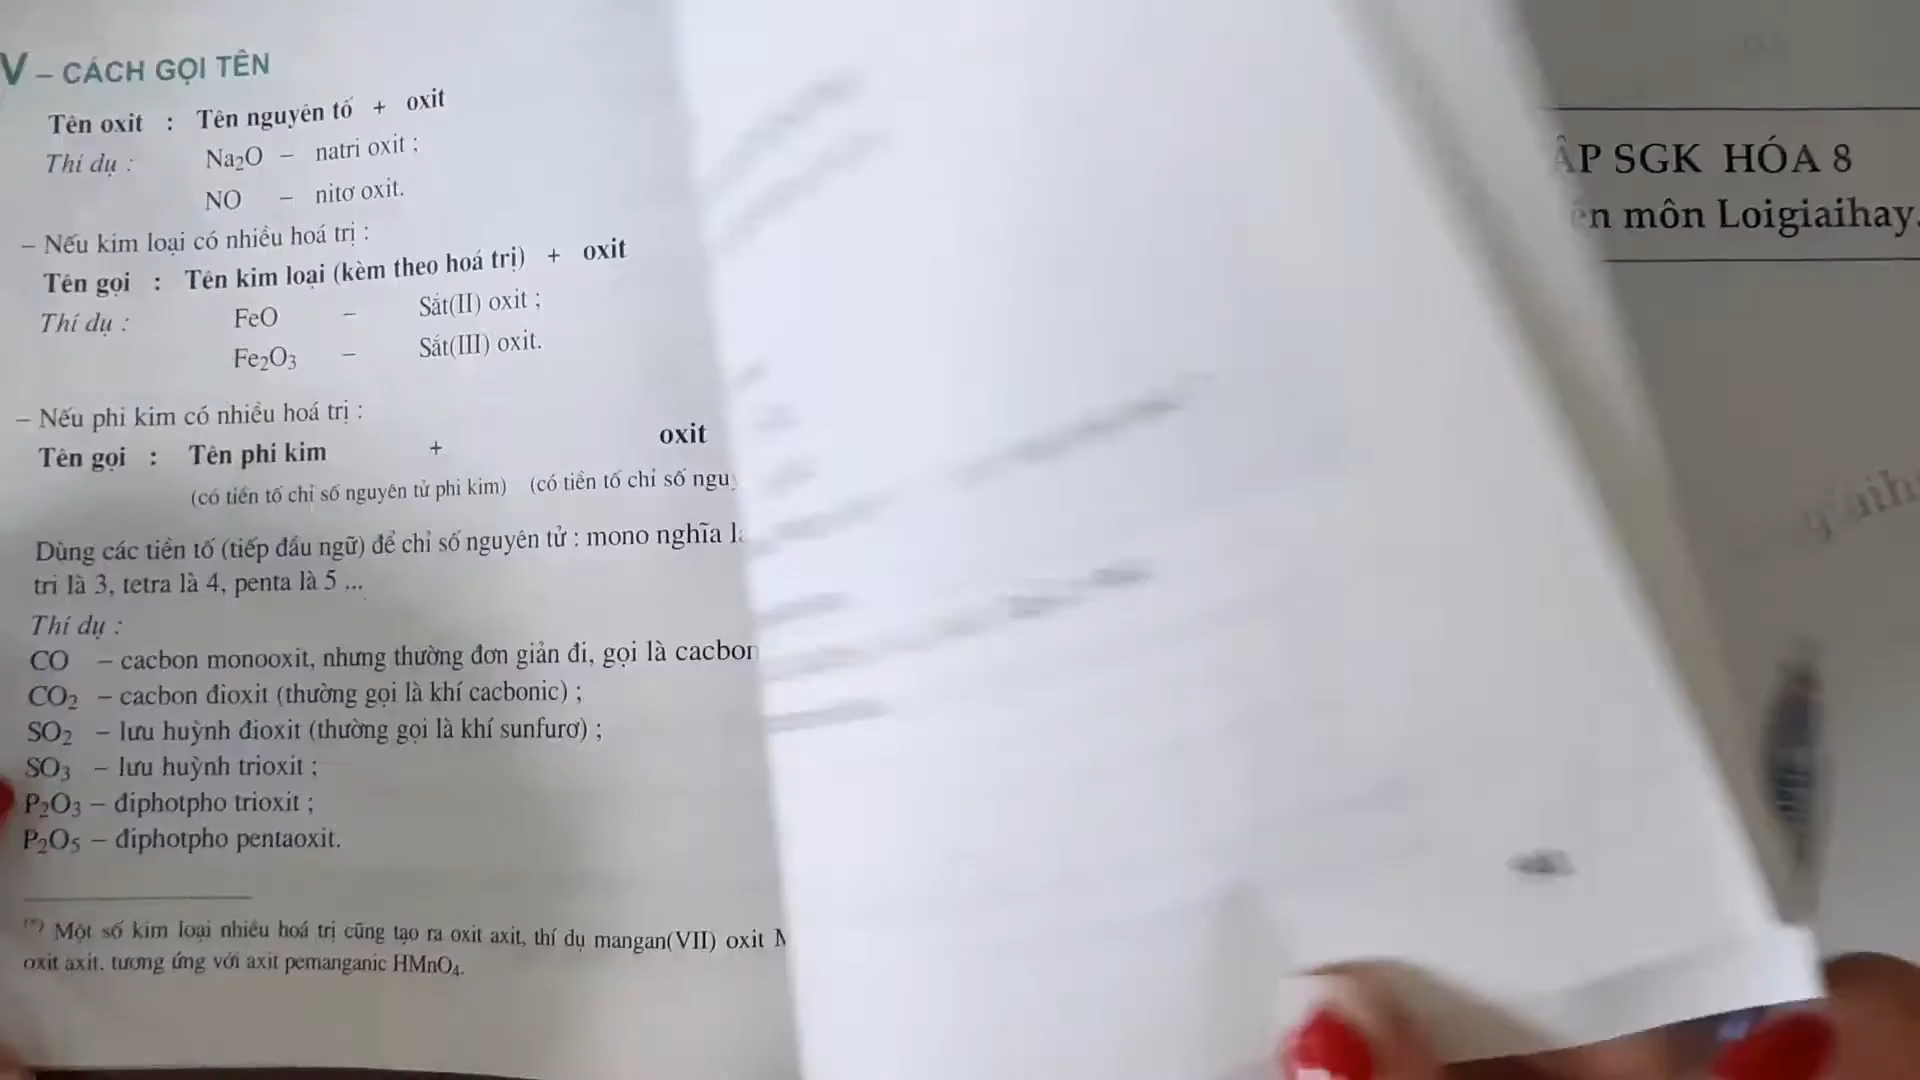 V – CÁCH GỌI TÊN
Tên oxit : Tên nguyên tố + oxit
Thí dụ : Na₂O – natri oxit ;
NO – nitơ oxit.
– Nếu kim loại có nhiều hoá trị :
Tên gọi : Tên kim loại (kèm theo hoá trị) + oxit
Thí dụ : FeO – Sắt(II) oxit ;
Fe₂O₃ – Sắt(III) oxit.
– Nếu phi kim có nhiều hoá trị :
Tên gọi : Tên phi kim + oxit
(có tiền tố chỉ số nguyên tử phi kim) (có tiền tố chỉ số
Dùng các tiền tố (tiếp đầu ngữ) để chỉ số nguyên tử : mono nghĩa
tri là 3, tetra là 4, penta là 5 ...
Thí dụ :
CO – cacbon monooxit, nhưng thường đơn giản đi, gọi là cacbon
CO₂ – cacbon đioxit (thường gọi là khí cacbonic) ;
SO₂ – lưu huỳnh đioxit (thường gọi là khí sunfurơ) ;
SO₃ – lưu huỳnh trioxit ;
P₂O₃ – điphotpho trioxit ;
P₂O₅ – điphotpho pentaoxit.
(*) Một số kim loại nhiều hoá trị cũng tạo ra oxit axit, thí dụ mangan(VII) oxit
oxit axit. tương ứng với axit pemanganic HMnO₄.
SGK HÓA 8
môn Loigiaihay.